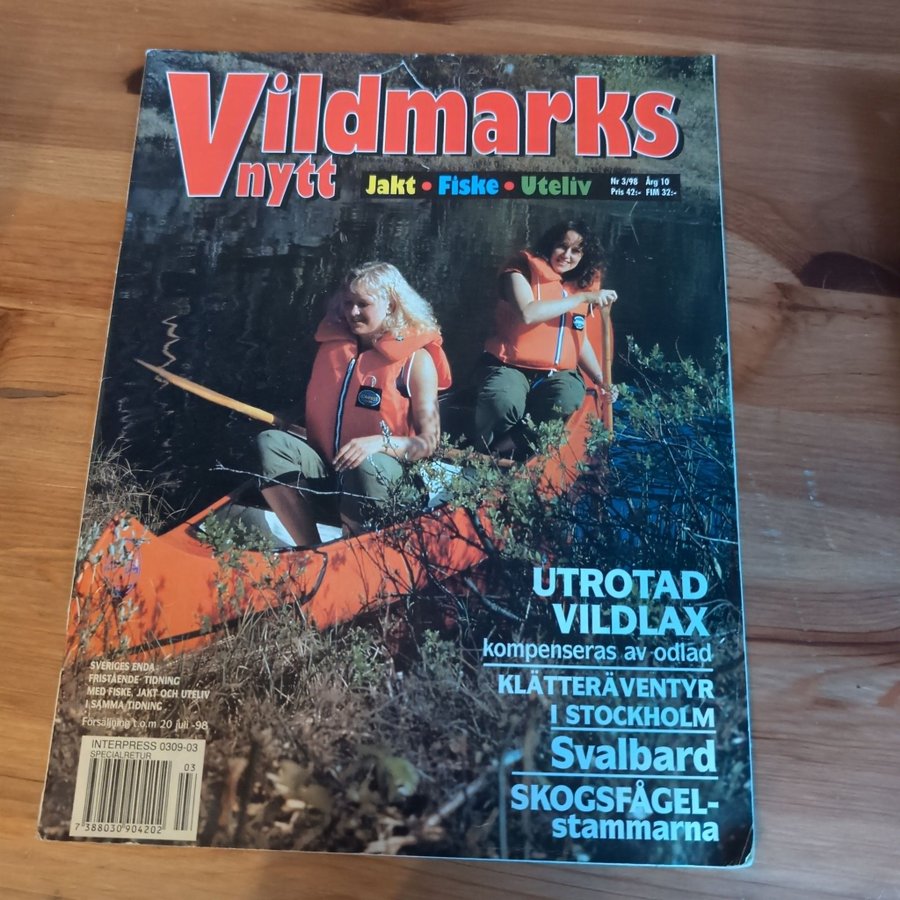 Vildmarks
nytt
Jakt • Fiske • Uteliv
Nr 3/98 Årg 10
Pris 42:- FIM 32:-
UTROTAD
VILDLAX
kompenseras av odlad
KLÄTTERÄVENTYR
I STOCKHOLM
Svalbard
SKOGSFÅGEL-
stammarna
SVERIGES ENDA
FRISTÅENDE TIDNING
MED FISKE, JAKT OCH UTELIV
I SAMMA TIDNING
Försäljning t.o.m 20 juli -98
INTERPRESS 0309-03
SPECIALRETUR
03
7 388030 904202